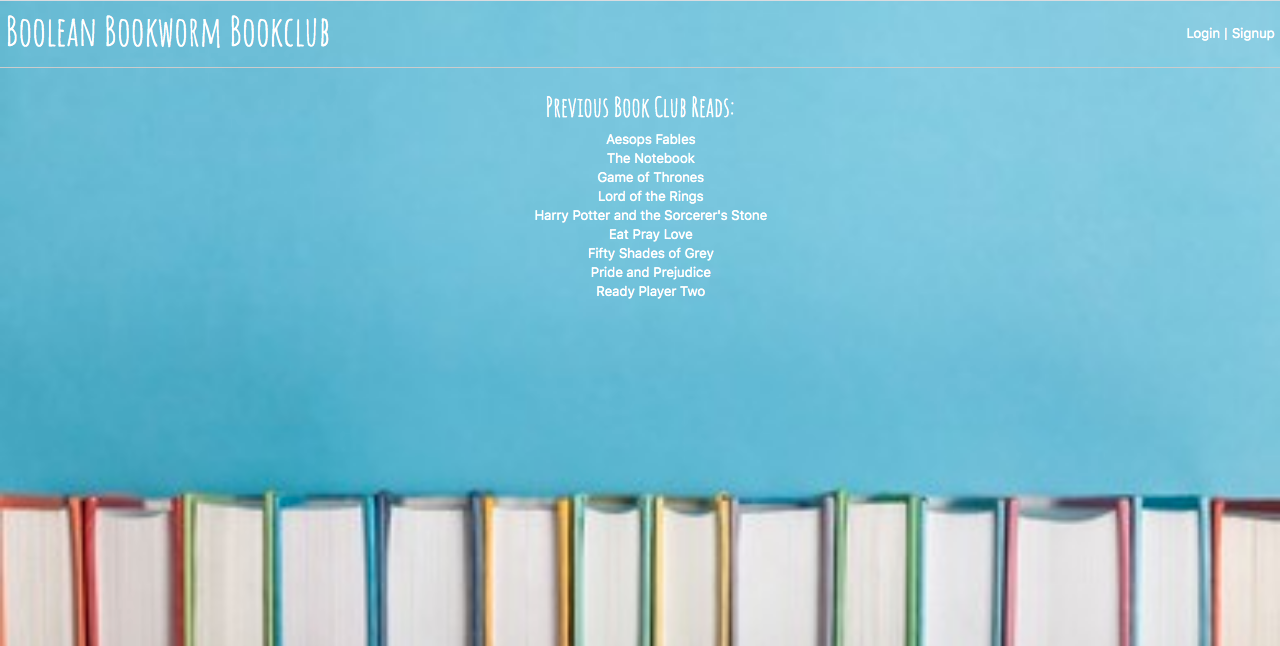 Boolean Bookworm Bookclub
Login | Signup
Previous Book Club Reads:
Aesops Fables
The Notebook
Game of Thrones
Lord of the Rings
Harry Potter and the Sorcerer's Stone
Eat Pray Love
Fifty Shades of Grey
Pride and Prejudice
Ready Player Two